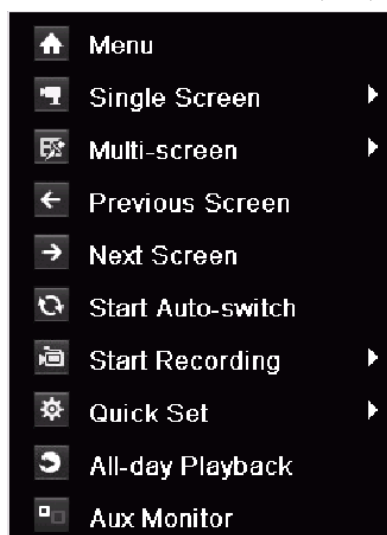 Menu
Single Screen
Multi-screen
Previous Screen
Next Screen
Start Auto-switch
Start Recording
Quick Set
All-day Playback
Aux Monitor